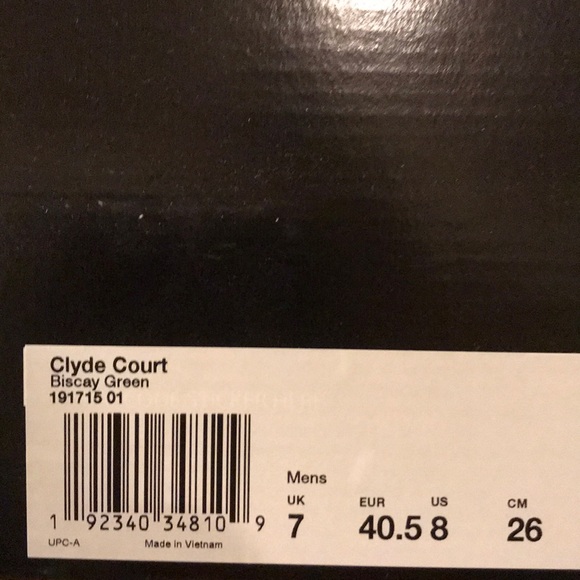 Clyde Court
Biscay Green
191715 01
Mens
UK EUR US CM
7 40.5 8 26
1 92340 34810 9
UPC-A Made in Vietnam